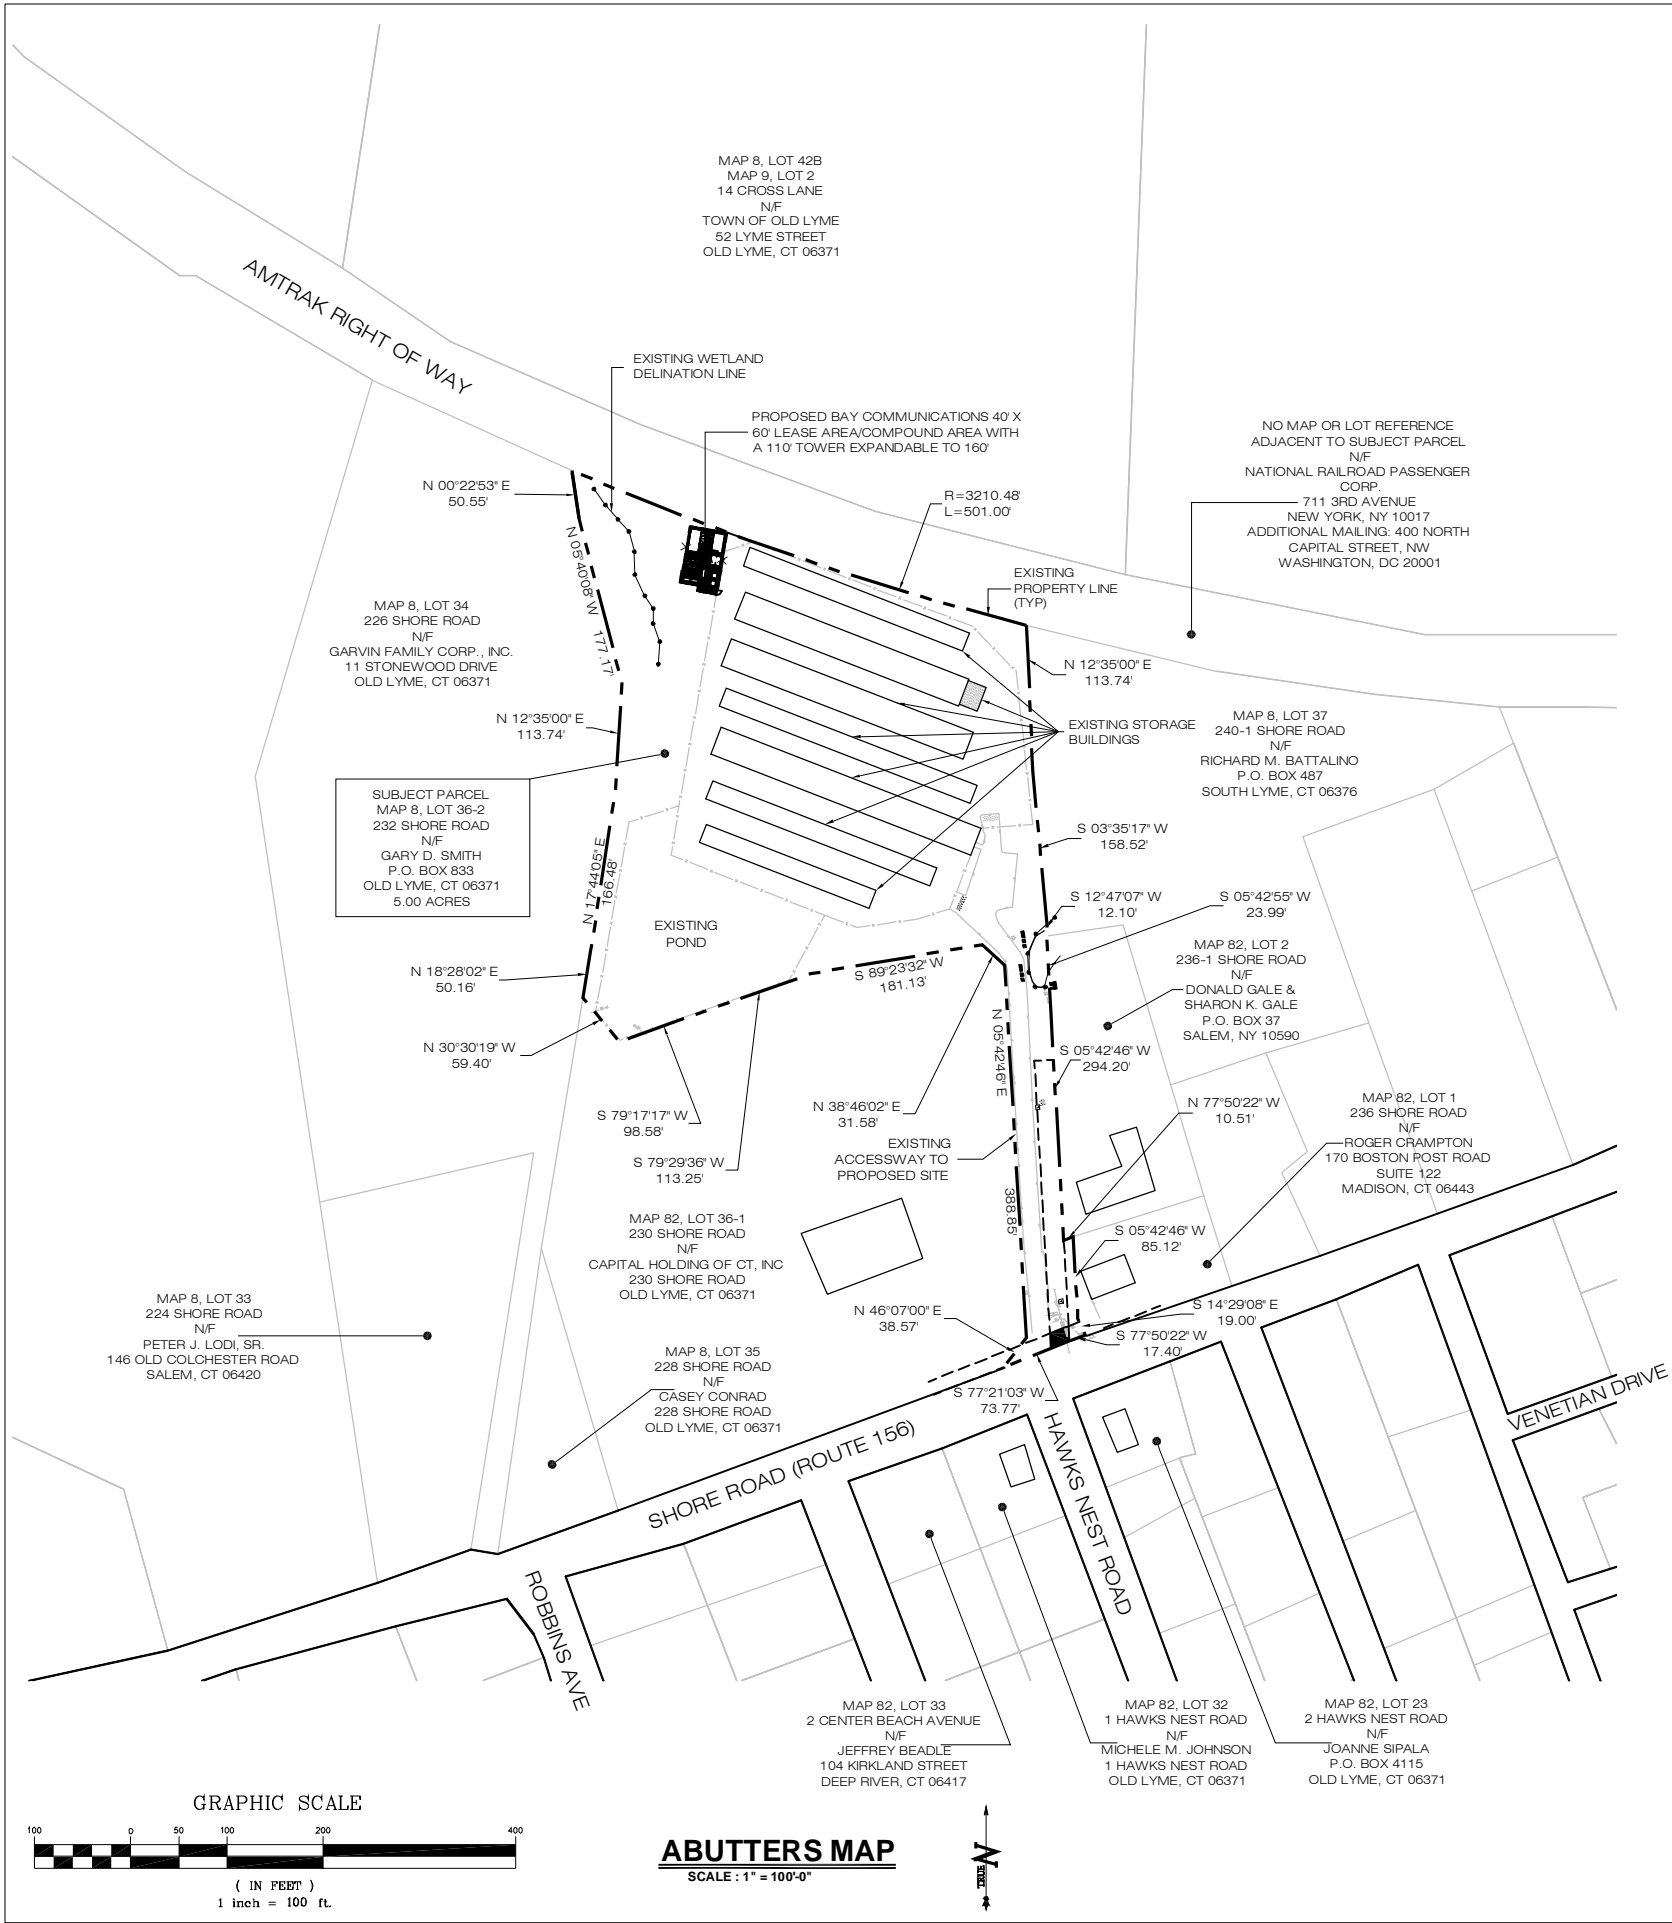 MAP 8, LOT 42B
MAP 9, LOT 2
14 CROSS LANE
N/F
TOWN OF OLD LYME
52 LYME STREET
OLD LYME, CT 06371
AMTRAK RIGHT OF WAY
EXISTING WETLAND
DELINATION LINE
PROPOSED BAY COMMUNICATIONS 40' X
60' LEASE AREA/COMPOUND AREA WITH
A 110' TOWER EXPANDABLE TO 160'
NO MAP OR LOT REFERENCE
ADJACENT TO SUBJECT PARCEL
N/F
NATIONAL RAILROAD PASSENGER
CORP.
711 3RD AVENUE
NEW YORK, NY 10017
ADDITIONAL MAILING: 400 NORTH
CAPITAL STREET, NW
WASHINGTON, DC 20001
N 00°22'53" E
50.55'
R=3210.48'
L=501.00'
N 05°40'08" W 177.17'
EXISTING
PROPERTY LINE
(TYP)
MAP 8, LOT 34
226 SHORE ROAD
N/F
GARVIN FAMILY CORP., INC.
11 STONEWOOD DRIVE
OLD LYME, CT 06371
N 12°35'00" E
113.74'
N 12°35'00" E
113.74'
EXISTING STORAGE
BUILDINGS
MAP 8, LOT 37
240-1 SHORE ROAD
N/F
RICHARD M. BATTALINO
P.O. BOX 487
SOUTH LYME, CT 06376
SUBJECT PARCEL
MAP 8, LOT 36-2
232 SHORE ROAD
N/F
GARY D. SMITH
P.O. BOX 833
OLD LYME, CT 06371
5.00 ACRES
N 17°44'05" E
166.48'
S 03°35'17" W
158.52'
S 12°47'07" W
12.10'
S 05°42'55" W
23.99'
EXISTING
POND
MAP 82, LOT 2
236-1 SHORE ROAD
N/F
DONALD GALE &
SHARON K. GALE
P.O. BOX 37
SALEM, NY 10590
N 18°28'02" E
50.16'
S 89°23'32" W
181.13'
N 30°30'19" W
59.40'
N 05°42'46" E
388.85'
S 05°42'46" W
294.20'
S 79°17'17" W
98.58'
N 38°46'02" E
31.58'
N 77°50'22" W
10.51'
MAP 82, LOT 1
236 SHORE ROAD
N/F
ROGER CRAMPTON
170 BOSTON POST ROAD
SUITE 122
MADISON, CT 06443
S 79°29'36" W
113.25'
EXISTING
ACCESSWAY TO
PROPOSED SITE
MAP 82, LOT 36-1
230 SHORE ROAD
N/F
CAPITAL HOLDING OF CT, INC
230 SHORE ROAD
OLD LYME, CT 06371
S 05°42'46" W
85.12'
MAP 8, LOT 33
224 SHORE ROAD
N/F
PETER J. LODI, SR.
146 OLD COLCHESTER ROAD
SALEM, CT 06420
N 46°07'00" E
38.57'
S 14°29'08" E
19.00'
S 77°50'22" W
17.40'
MAP 8, LOT 35
228 SHORE ROAD
N/F
CASEY CONRAD
228 SHORE ROAD
OLD LYME, CT 06371
S 77°21'03" W
73.77'
SHORE ROAD (ROUTE 156)
HAWKS NEST ROAD
VENETIAN DRIVE
ROBBINS AVE
MAP 82, LOT 33
2 CENTER BEACH AVENUE
N/F
JEFFREY BEADLE
104 KIRKLAND STREET
DEEP RIVER, CT 06417
MAP 82, LOT 32
1 HAWKS NEST ROAD
N/F
MICHELE M. JOHNSON
1 HAWKS NEST ROAD
OLD LYME, CT 06371
MAP 82, LOT 23
2 HAWKS NEST ROAD
N/F
JOANNE SIPALA
P.O. BOX 4115
OLD LYME, CT 06371
GRAPHIC SCALE
100 0 50 100 200 400
( IN FEET )
1 inch = 100 ft.
ABUTTERS MAP
SCALE : 1" = 100'-0"
N
TRUE